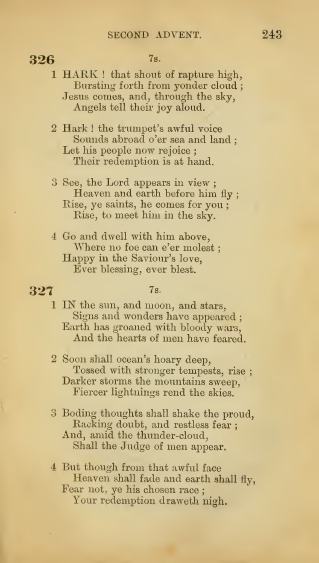 SECOND ADVENT. 243
326 7s.
1 HARK ! that shout of rapture high,
Bursting forth from yonder cloud ;
Jesus comes, and, through the sky,
Angels tell their joy aloud.
2 Hark ! the trumpet's awful voice
Sounds abroad o'er sea and land ;
Let his people now rejoice ;
Their redemption is at hand.
3 See, the Lord appears in view ;
Heaven and earth before him fly ;
Rise, ye saints, he comes for you ;
Rise, to meet him in the sky.
4 Go and dwell with him above,
Where no foe can e'er molest ;
Happy in the Saviour's love,
Ever blessing, ever blest.
327 7s.
1 IN the sun, and moon, and stars,
Signs and wonders have appeared ;
Earth has groaned with bloody wars,
And the hearts of men have feared.
2 Soon shall ocean's hoary deep,
Tossed with stronger tempests, rise ;
Darker storms the mountains sweep,
Fiercer lightnings rend the skies.
3 Boding thoughts shall shake the proud,
Racking doubt, and restless fear ;
And, amid the thunder-cloud,
Shall the Judge of men appear.
4 But though from that awful face
Heaven shall fade and earth shall fly,
Fear not, ye his chosen race ;
Your redemption draweth nigh.